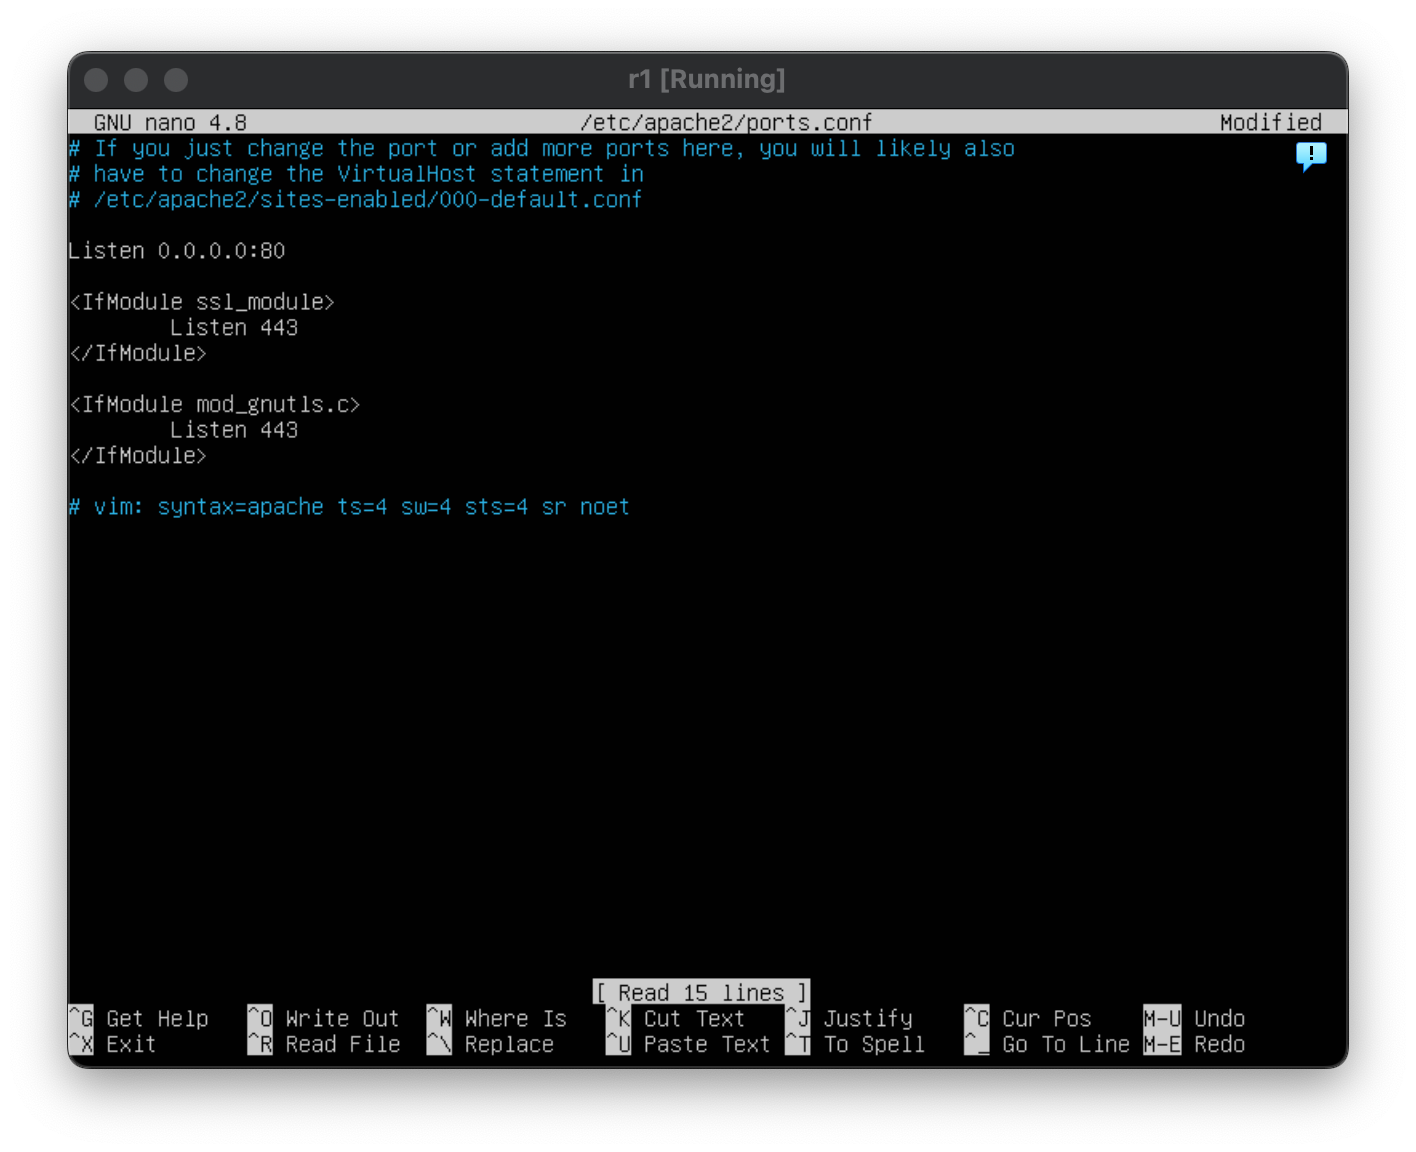 r1 [Running]
GNU nano 4.8 /etc/apache2/ports.conf Modified
# If you just change the port or add more ports here, you will likely also
# have to change the VirtualHost statement in
# /etc/apache2/sites-enabled/000-default.conf
Listen 0.0.0.0:80
<IfModule ssl_module>
Listen 443
</IfModule>
<IfModule mod_gnutls.c>
Listen 443
</IfModule>
# vim: syntax=apache ts=4 sw=4 sts=4 sr noet
[ Read 15 lines ]
^G Get Help ^O Write Out ^W Where Is ^K Cut Text ^J Justify ^C Cur Pos M-U Undo
^X Exit ^R Read File ^\ Replace ^U Paste Text ^T To Spell ^_ Go To Line M-E Redo